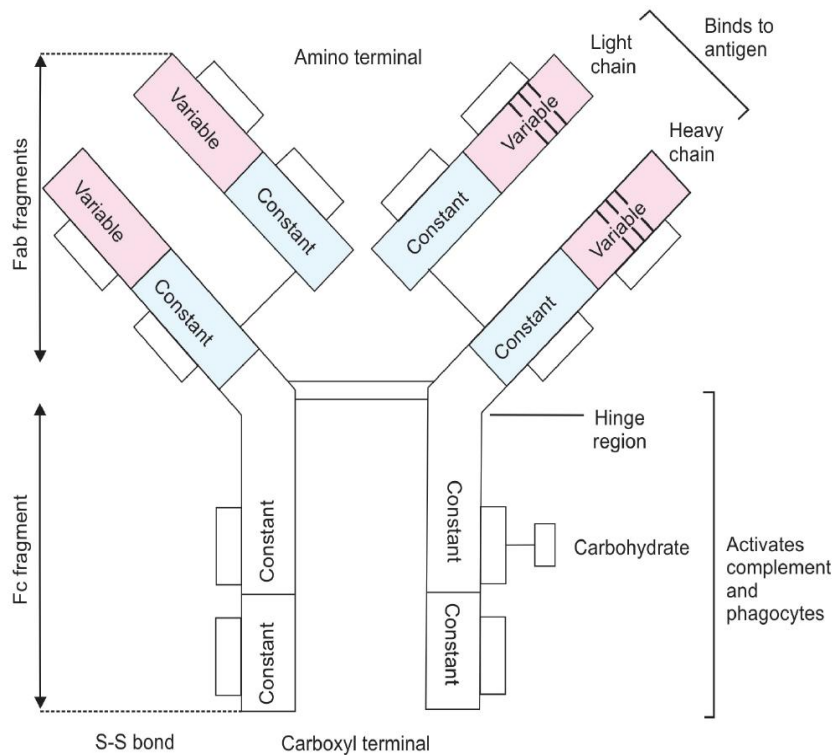 Amino terminal
Light
chain
Binds to
antigen
Heavy
chain
Variable
Variable
Variable
Variable
Constant
Constant
Constant
Constant
Fab fragments
Hinge
region
Fc fragment
Constant
Constant
Carbohydrate
Activates
complement
and
phagocytes
Constant
Constant
S-S bond
Carboxyl terminal